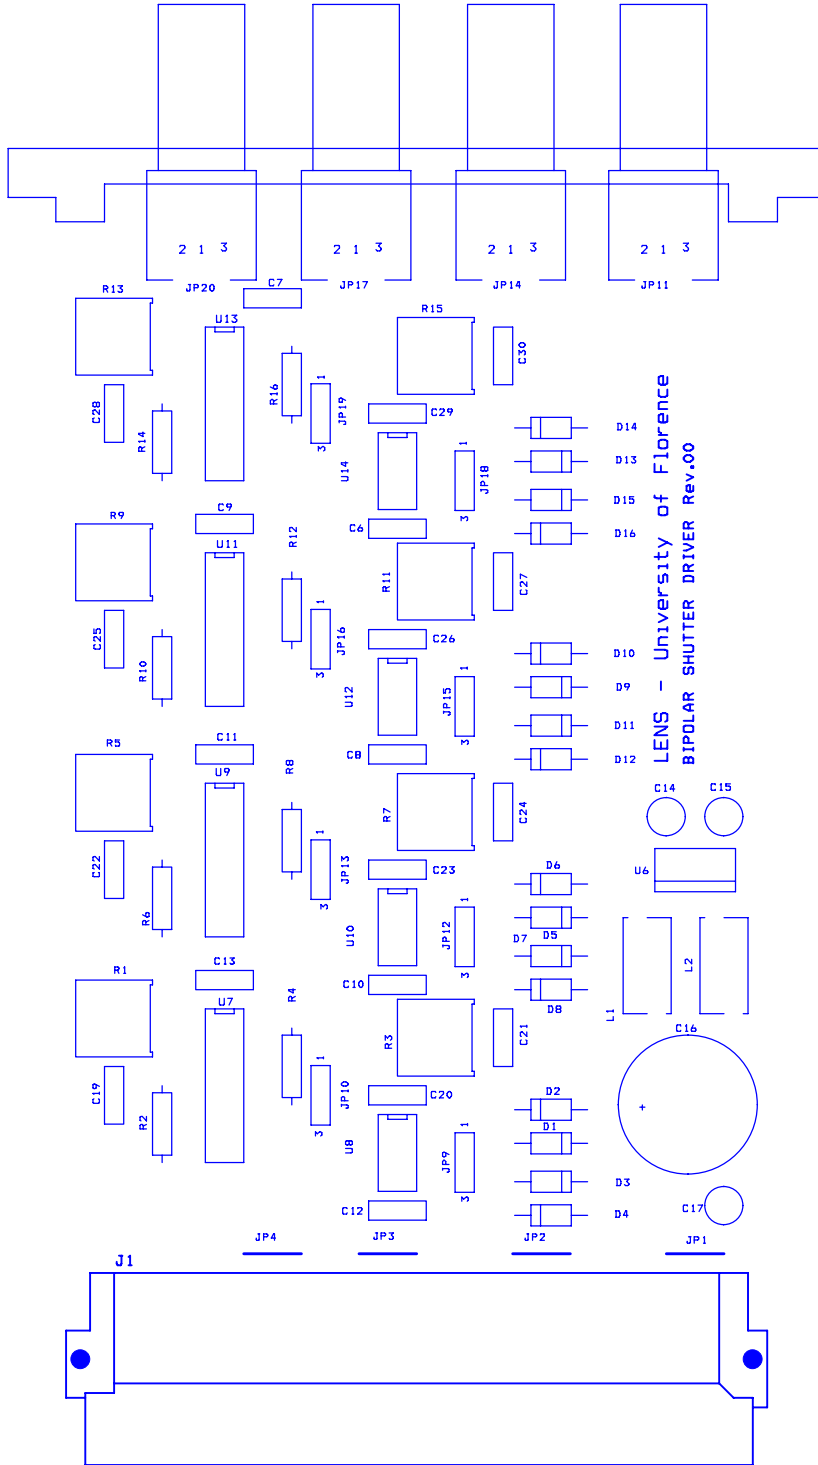 2 1 3
2 1 3
2 1 3
2 1 3
JP20
JP17
JP14
JP11
R13
C7
R15
U13
C30
R16
1
JP19
3
C28
R14
C29
D14
U14
1
JP18
3
D13
D15
D16
LENS - University of Florence
BIPOLAR SHUTTER DRIVER Rev.00
R9
C9
C6
R12
U11
R11
C27
1
JP16
3
C25
R10
C26
U12
1
JP15
3
D10
D9
D11
D12
R5
C11
C8
U9
R8
R7
C24
C14
C15
1
JP13
3
C22
R6
C23
U10
1
JP12
3
D6
U6
D7
D5
D8
L1
L2
R1
C13
C10
U7
R4
R3
C21
C16
+
1
JP10
3
C19
R2
C20
U8
1
JP9
3
D2
D1
D3
D4
C12
C17
JP4
JP3
JP2
JP1
J1